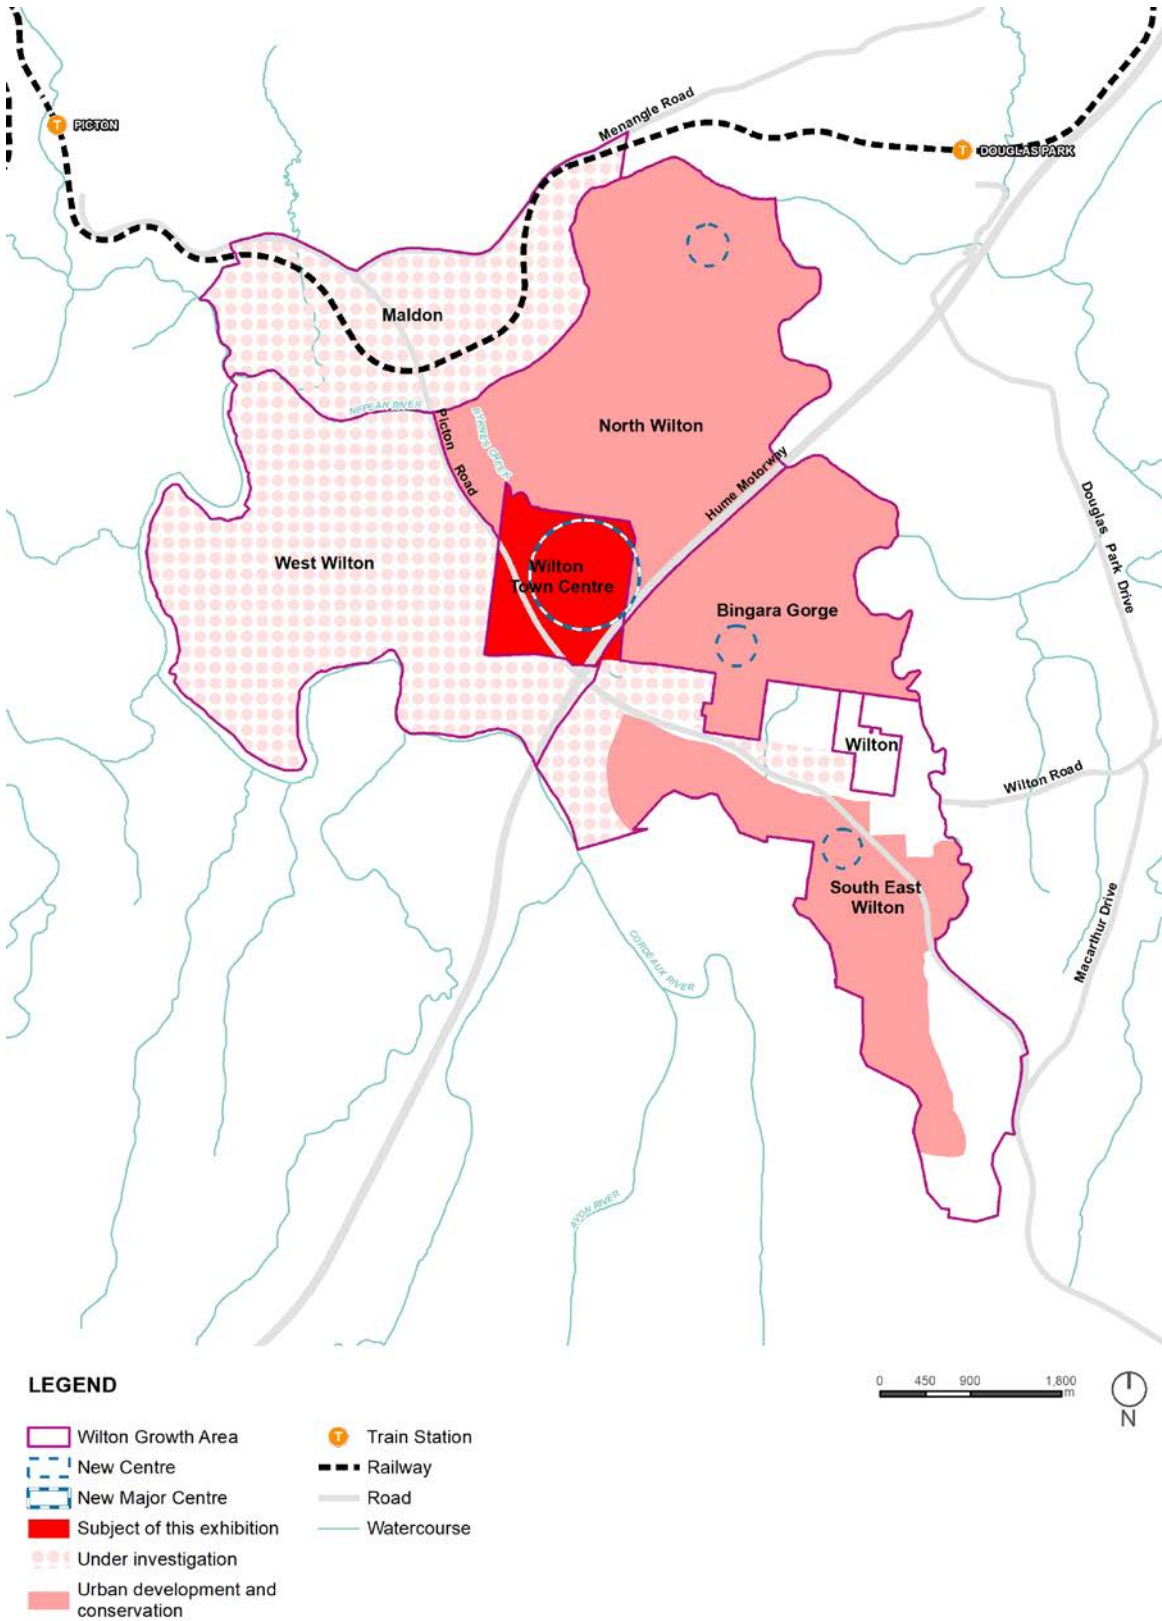 Menangle Road
T PICTON
T DOUGLAS PARK
Maldon
NEPEAN RIVER
BYRNES CREEK
Picton Road
North Wilton
Hume Motorway
Douglas Park Drive
West Wilton
Wilton
Town Centre
Bingara Gorge
Wilton
Wilton Road
South East
Wilton
Macarthur Drive
CORDEAUX RIVER
AVON RIVER
LEGEND
0 450 900 1,800
m
N
Wilton Growth Area
New Centre
New Major Centre
Subject of this exhibition
Under investigation
Urban development and
conservation
T Train Station
Railway
Road
Watercourse